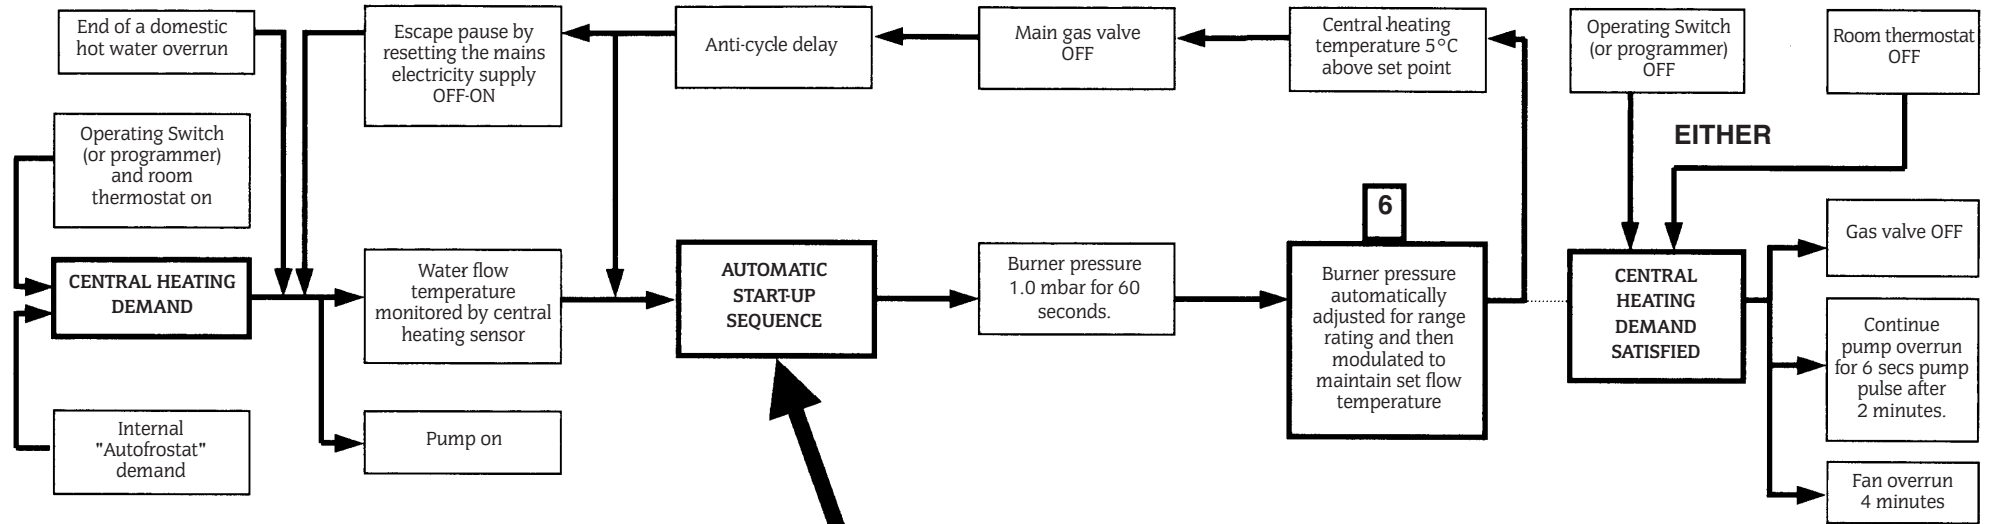 End of a domestic
hot water overrun
Escape pause by
resetting the mains
electricity supply
OFF-ON
Anti-cycle delay
Main gas valve
OFF
Central heating
temperature 5°C
above set point
Operating Switch
(or programmer)
OFF
Room thermostat
OFF
EITHER
Operating Switch
(or programmer)
and room
thermostat on
6
CENTRAL HEATING
DEMAND
Water flow
temperature
monitored by central
heating sensor
AUTOMATIC
START-UP
SEQUENCE
Burner pressure
1.0 mbar for 60
seconds.
Burner pressure
automatically
adjusted for range
rating and then
modulated to
maintain set flow
temperature
CENTRAL
HEATING
DEMAND
SATISFIED
Gas valve OFF
Continue
pump overrun
for 6 secs pump
pulse after
2 minutes.
Fan overrun
4 minutes
Internal
"Autofrostat"
demand
Pump on